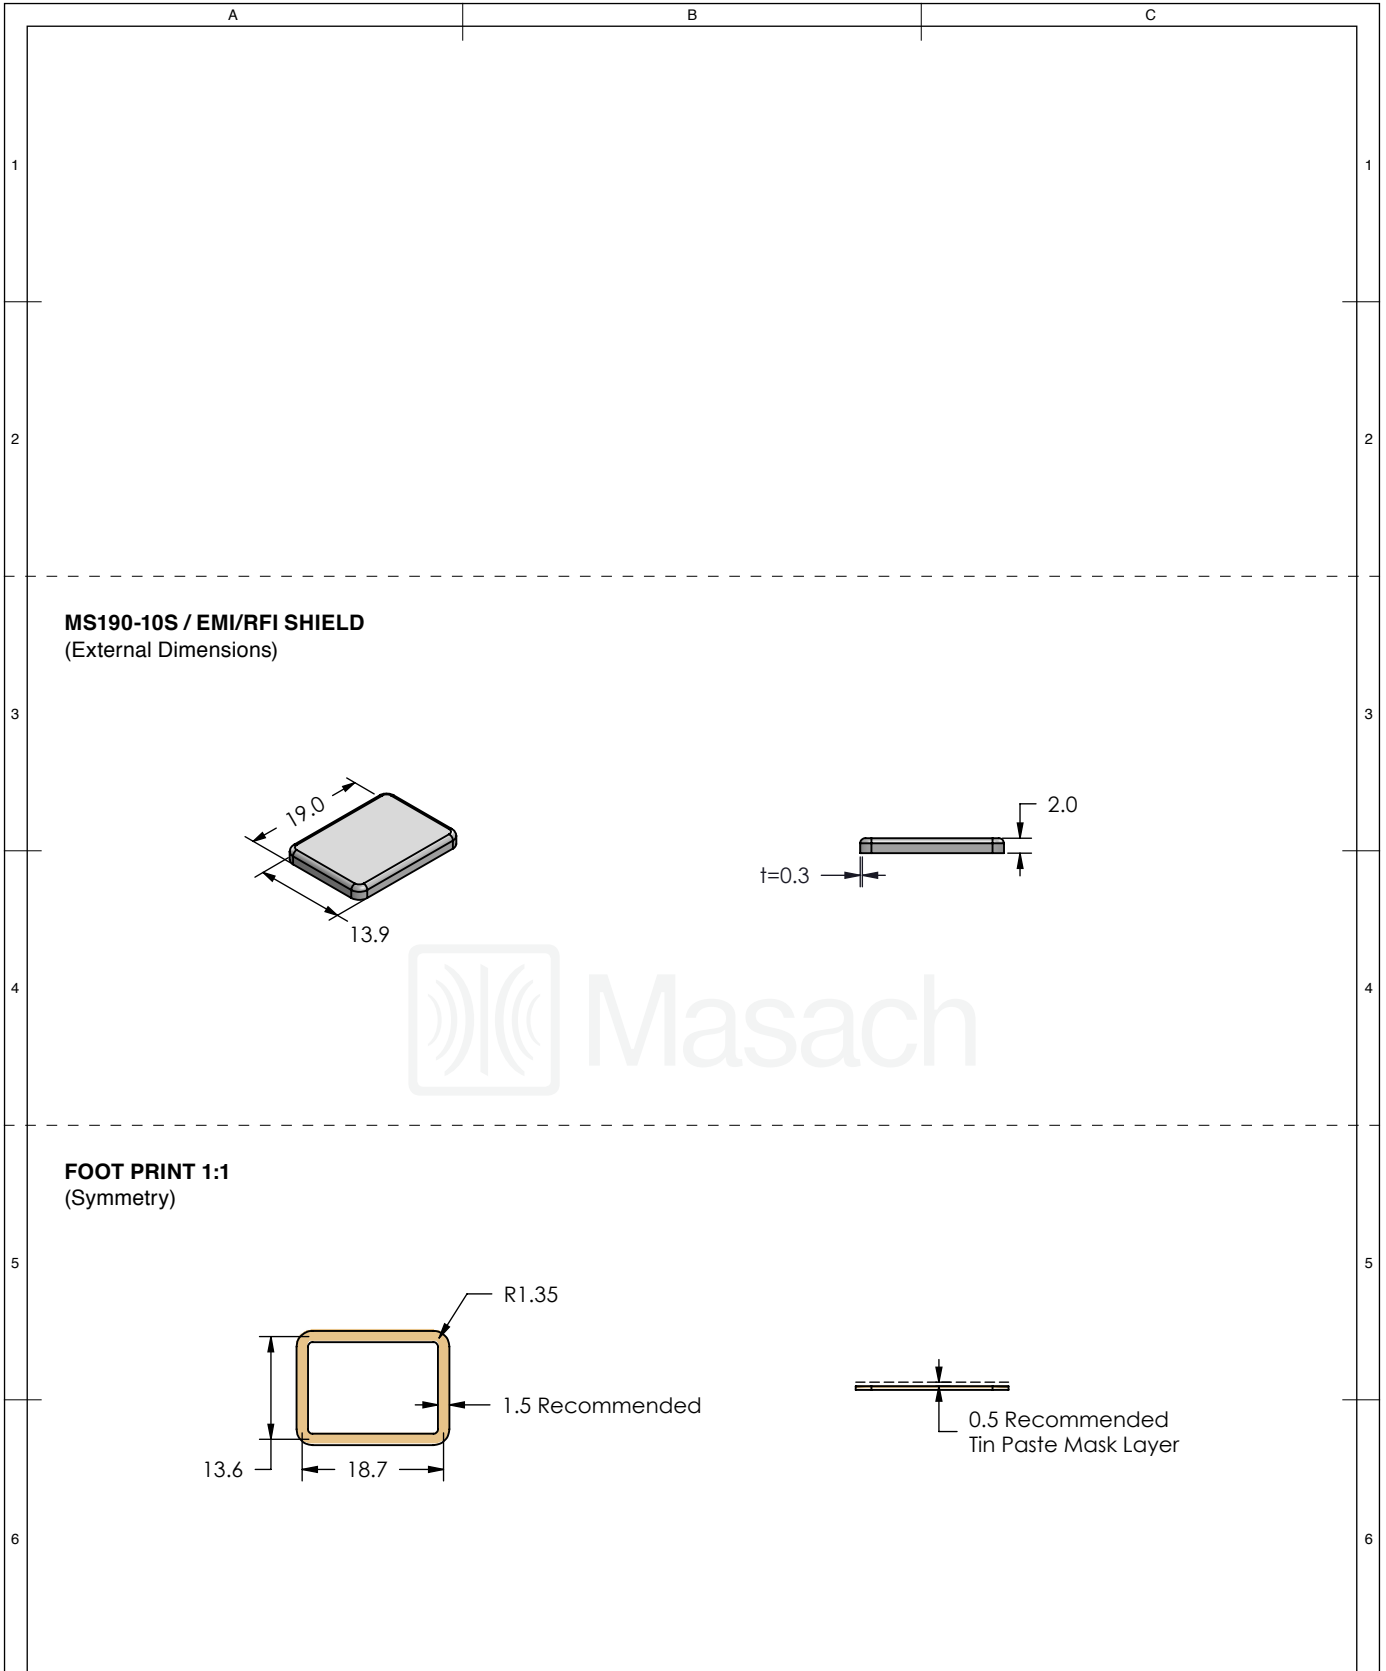 A B C
1 1
2 2
MS190-10S / EMI/RFI SHIELD
(External Dimensions)
3 3
19.0
2.0
t=0.3
13.9
4 4
Masach
FOOT PRINT 1:1
(Symmetry)
5 5
R1.35
1.5 Recommended
0.5 Recommended
Tin Paste Mask Layer
13.6 18.7
6 6